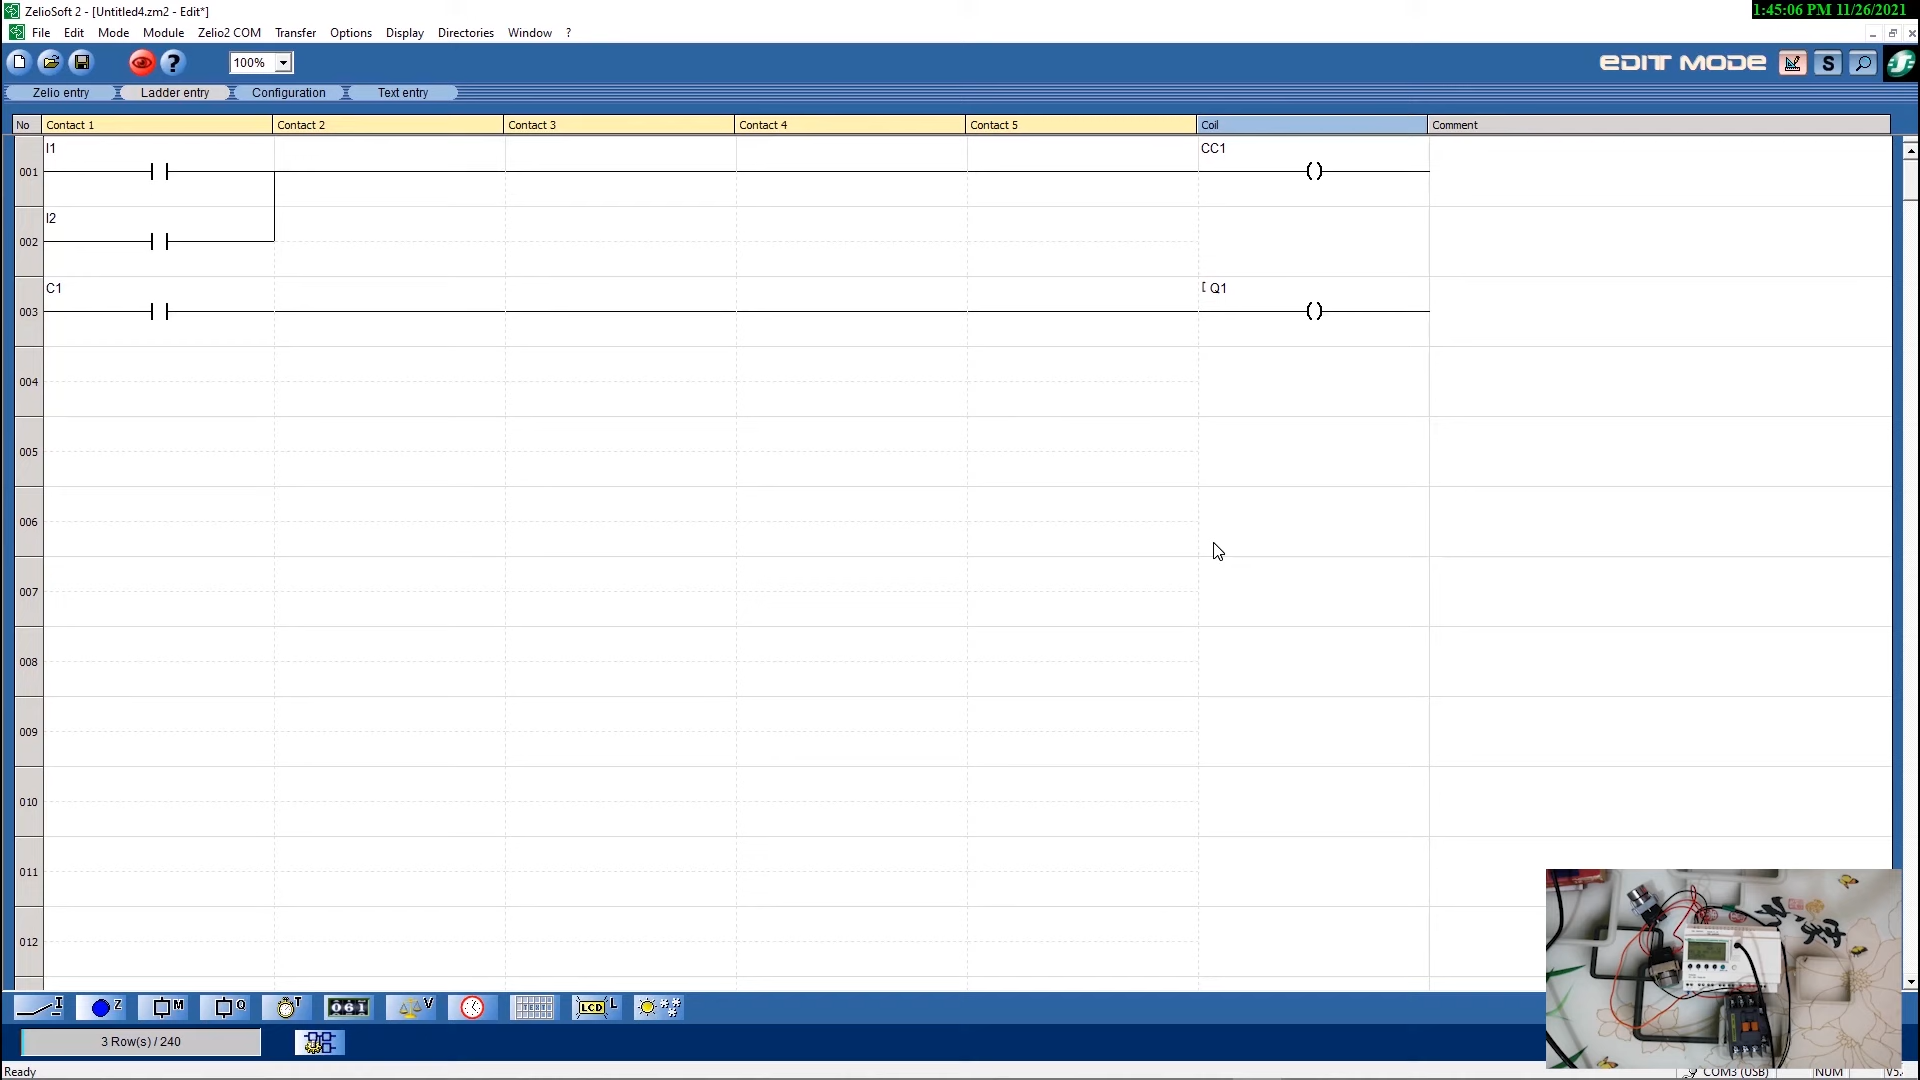 ZelioSoft 2 - [Untitled4.zm2 - Edit*]
1:45:06 PM 11/26/2021
File Edit Mode Module Zelio2 COM Transfer Options Display Directories Window ?
100%
EDIT MODE
S
Zelio entry Ladder entry Configuration Text entry
No Contact 1 Contact 2 Contact 3 Contact 4 Contact 5 Coil Comment
I1 CC1
001
I2
002
C1 [ Q1
003
004
005
006
007
008
009
010
011
012
I Z M Q T 061 V TEXT LCD L
3 Row(s) / 240
Ready COM3 (USB) NUM